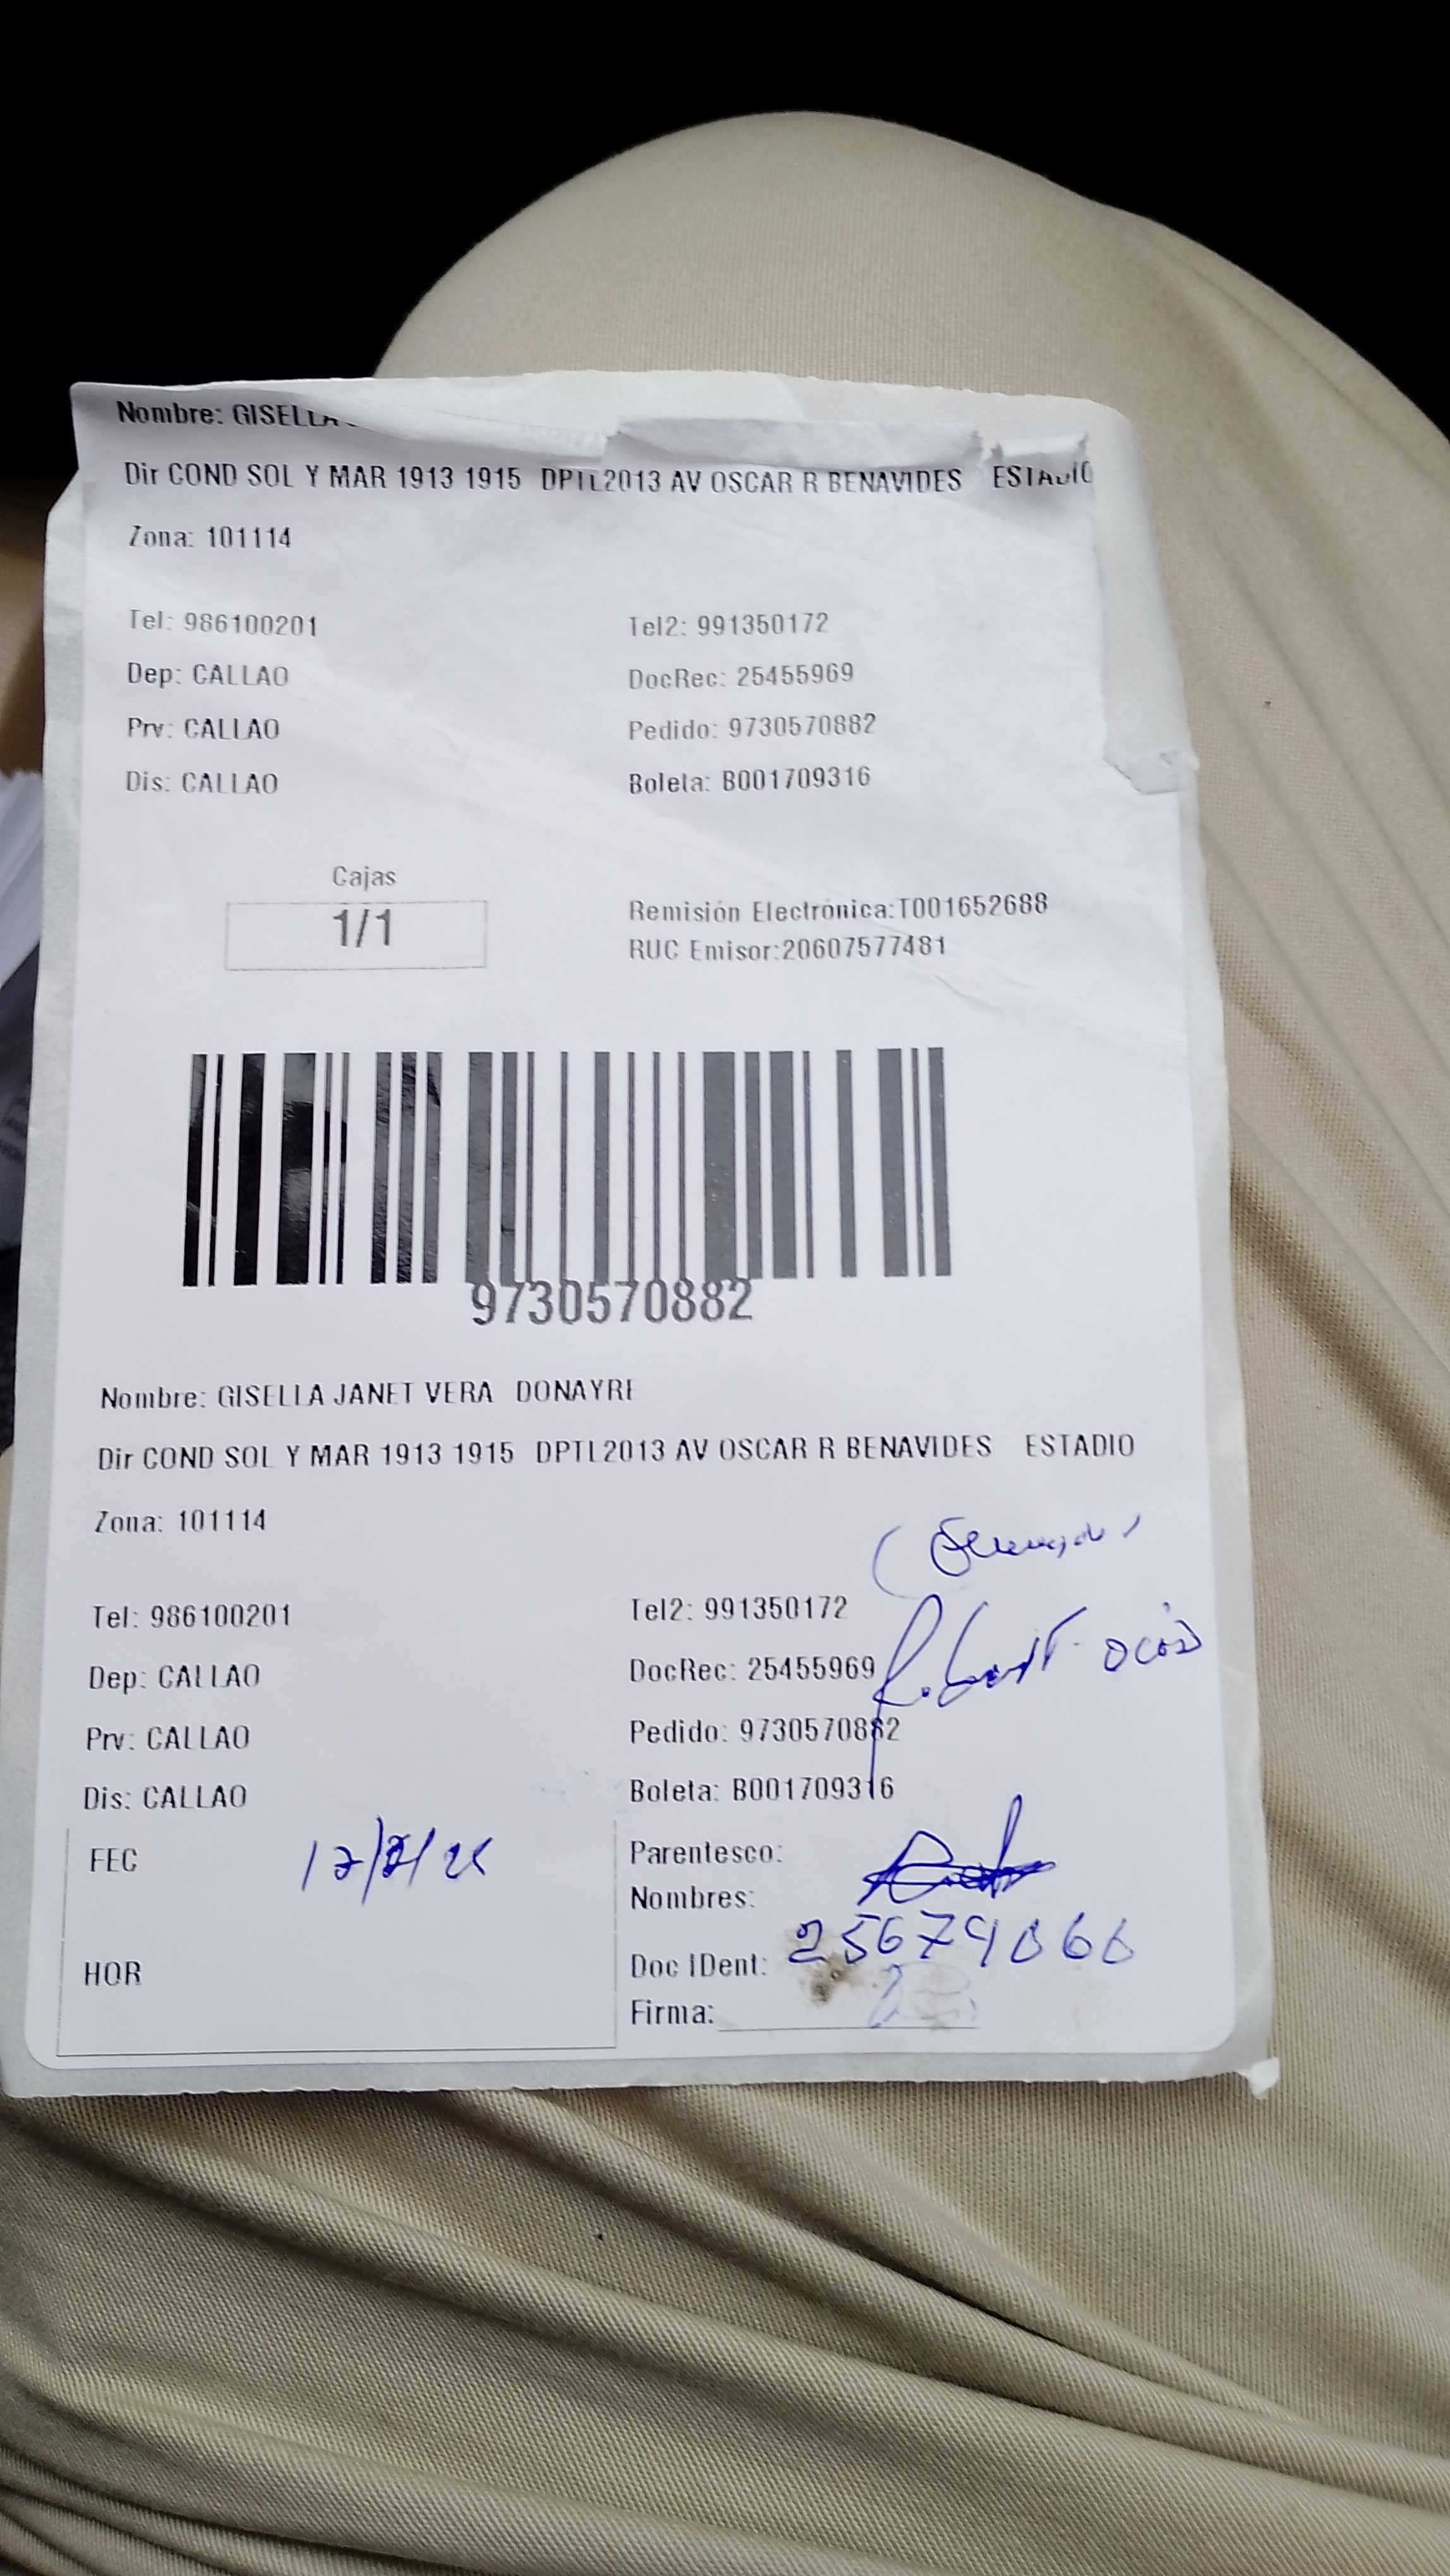 Nombre: GISELLA
Dir COND SOL Y MAR 1913 1915 DPTL2013 AV OSCAR R BENAVIDES ESTADIO
Zona: 101114
Tel: 986100201 Tel2: 991350172
Dep: CALLAO DocRec: 25455969
Prv: CALLAO Pedido: 9730570882
Dis: CALLAO Boleta: B001709316
Cajas
1/1
Remisión Electrónica:T001652688
RUC Emisor:20607577481
9730570882
Nombre: GISELLA JANET VERA DONAYRE
Dir COND SOL Y MAR 1913 1915 DPTL2013 AV OSCAR R BENAVIDES ESTADIO
Zona: 101114
Tel: 986100201 Tel2: 991350172
Dep: CALLAO DocRec: 25455969
Prv: CALLAO Pedido: 9730570882
Dis: CALLAO Boleta: B001709316
FEC
Parentesco:
Nombres:
HOR
Doc IDent:
Firma: